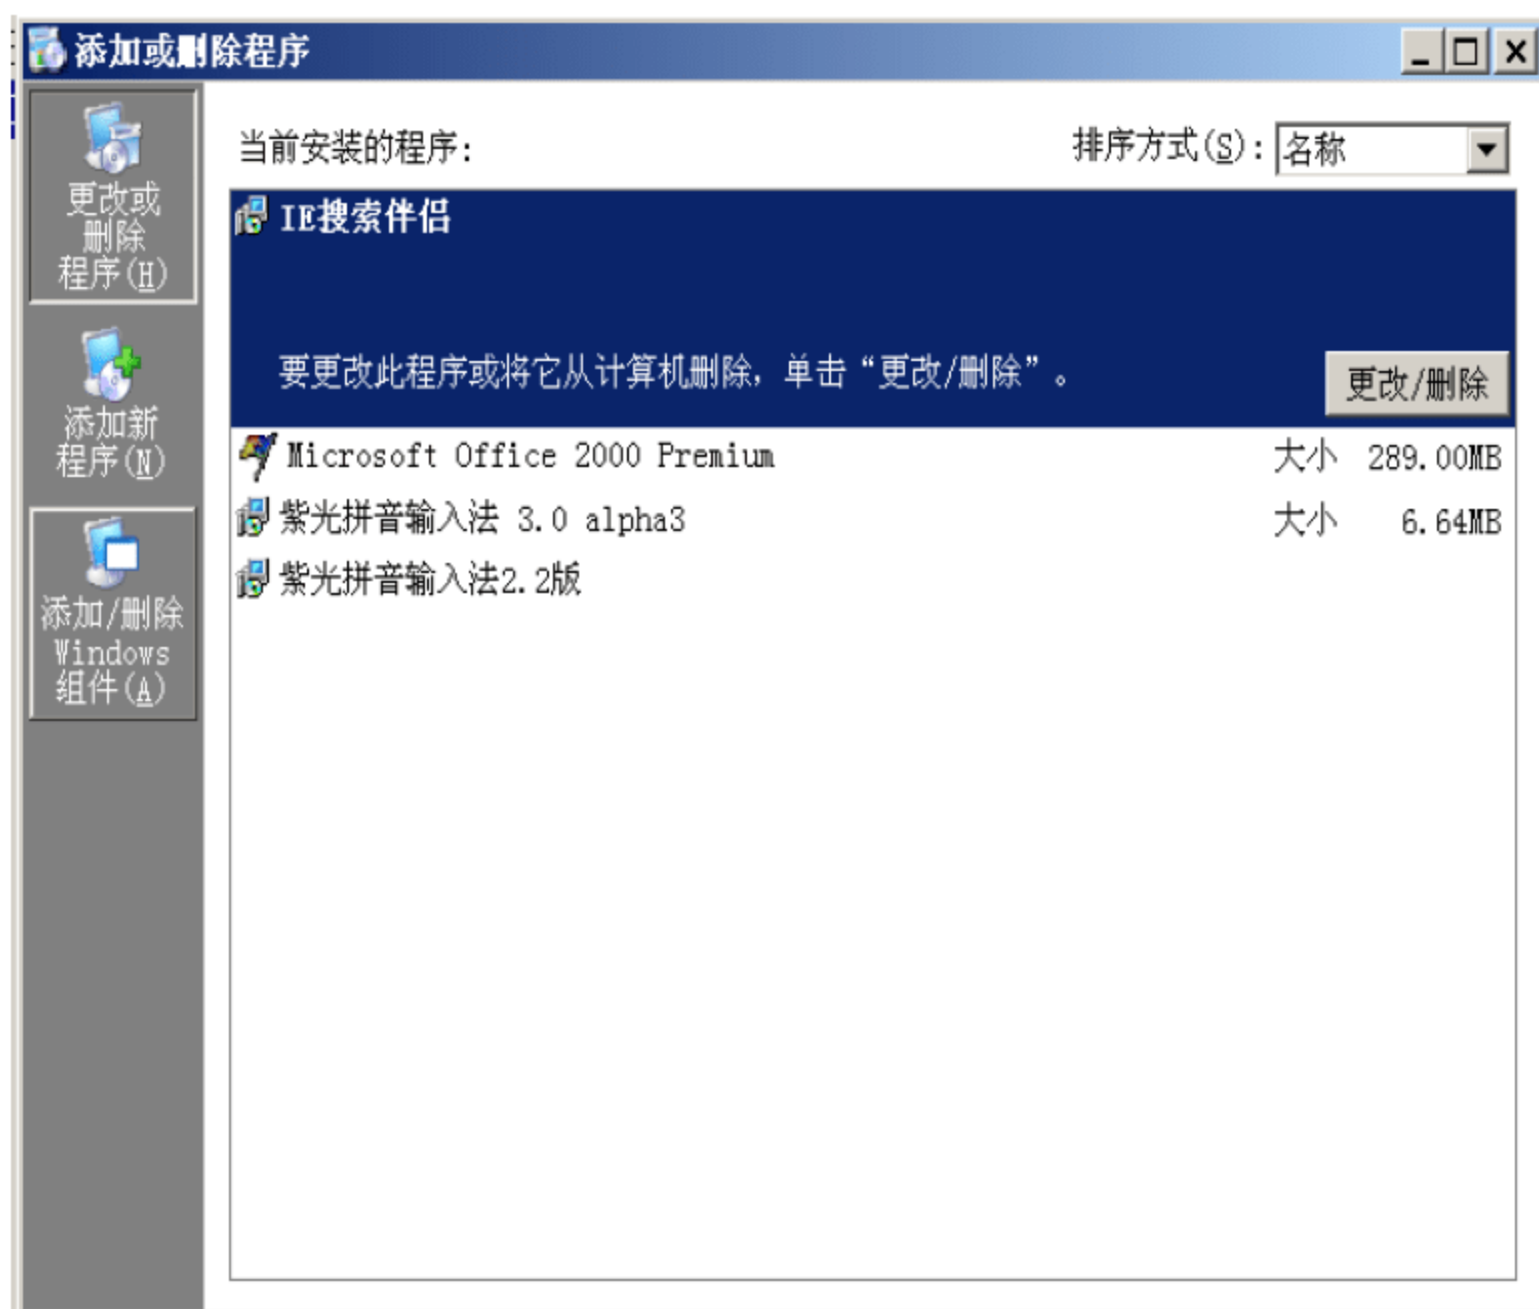 添加或删除程序
更改或
删除
程序(H)
添加新
程序(N)
添加/删除
Windows
组件(A)
当前安装的程序:
排序方式(S): 名称
IE搜索伴侣
要更改此程序或将它从计算机删除，单击“更改/删除”。
更改/删除
Microsoft Office 2000 Premium 大小 289.00MB
紫光拼音输入法 3.0 alpha3 大小 6.64MB
紫光拼音输入法2.2版